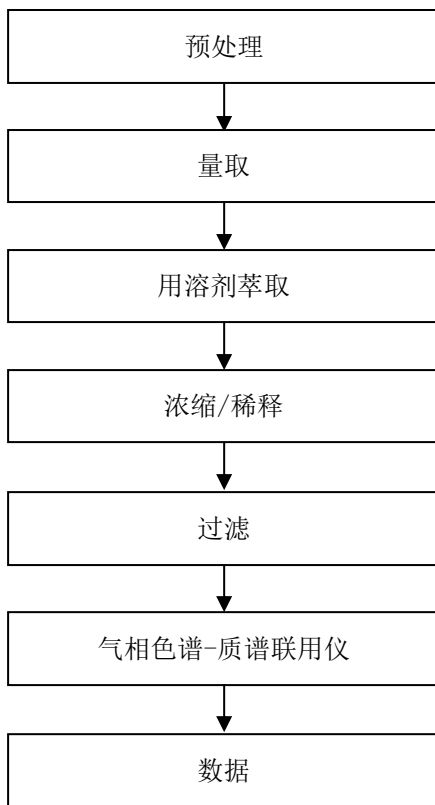 预处理
量取
用溶剂萃取
浓缩/稀释
过滤
气相色谱-质谱联用仪
数据